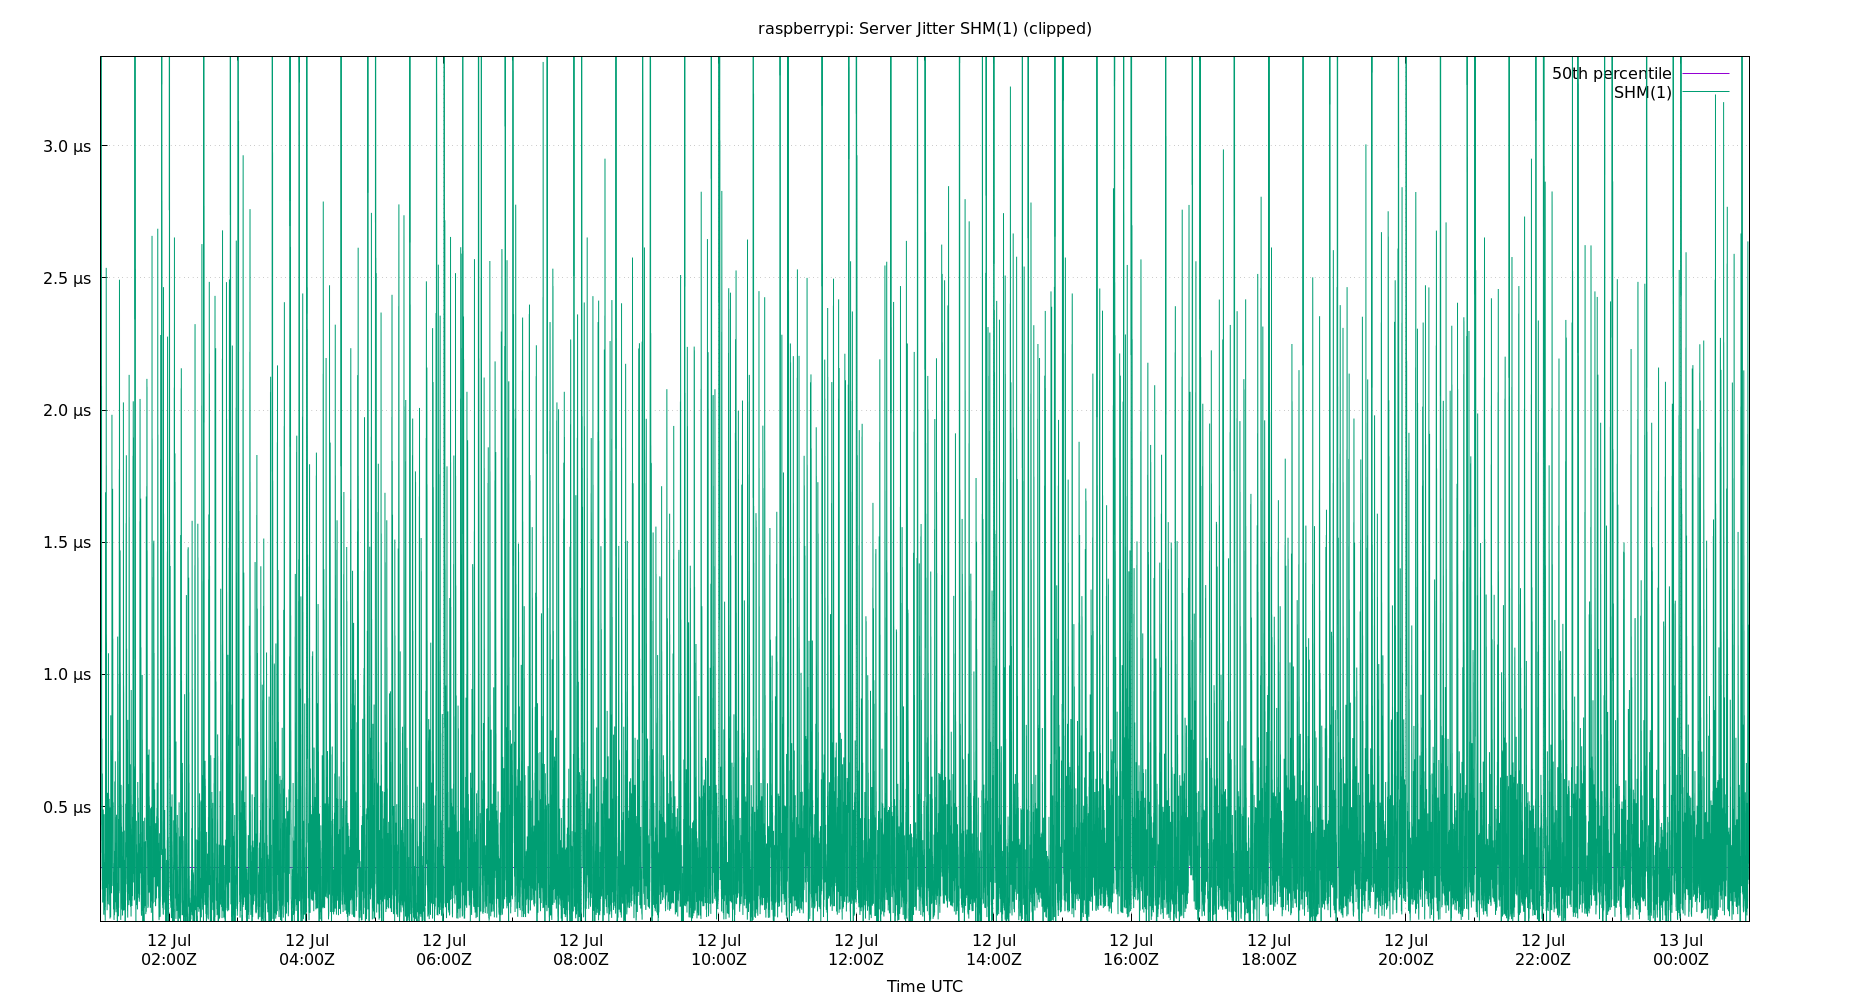 raspberrypi: Server Jitter SHM(1) (clipped)
50th percentile
SHM(1)
3.0 µs
2.5 µs
2.0 µs
1.5 µs
1.0 µs
0.5 µs
12 Jul 12 Jul 12 Jul 12 Jul 12 Jul 12 Jul 12 Jul 12 Jul 12 Jul 12 Jul 12 Jul 13 Jul
02:00Z 04:00Z 06:00Z 08:00Z 10:00Z 12:00Z 14:00Z 16:00Z 18:00Z 20:00Z 22:00Z 00:00Z
Time UTC